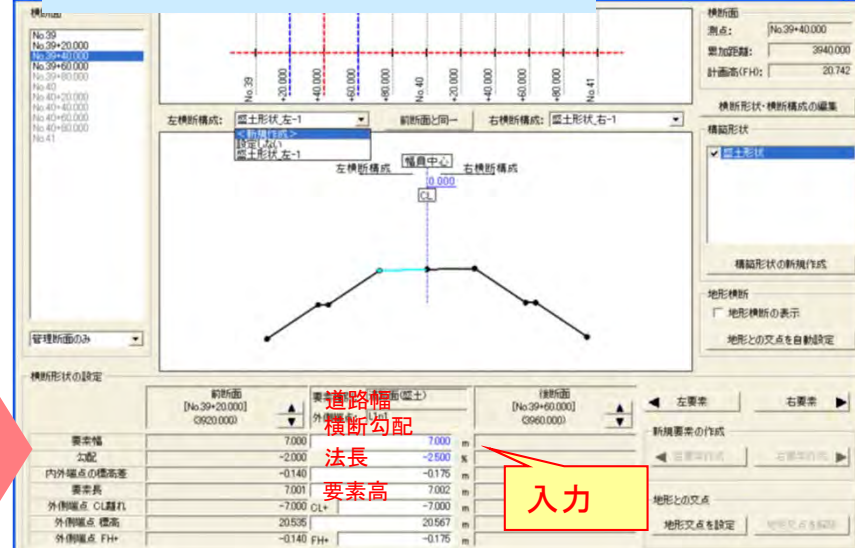 横断面
No.39
No.39+20.000
No.39+40.000
No.39+60.000
No.39+80.000
No.40
No.40+20.000
No.40+40.000
No.40+60.000
No.40+80.000
No.41
管理断面のみ
No.39
+20.000
+40.000
+60.000
+80.000
No.40
+20.000
+40.000
+60.000
+80.000
No.41
左横断構成: 盛土形状_左-1
前断面と同一
右横断構成: 盛土形状_右-1
<新規作成>
設定しない
盛土形状_左-1
幅員中心
左横断構成
右横断構成
0.000
CL
横断面
測点: No.39+40.000
累加距離: 3940.000
計画高(FH): 20.742
横断形状・横断構成の編集
構築形状
盛土形状
構築形状の新規作成
地形横断
地形横断の表示
地形との交点を自動設定
横断形状の設定
前断面
[No.39+20.000]
(3920.000)
後断面
[No.39+60.000]
(3960.000)
道路幅
横断勾配
法長
要素高
要素幅 7.000 7.000 m
勾配 -2.000 -2.500 %
内外端点の標高差 -0.140 -0.175 m
要素長 7.001 7.002 m
外側端点 CL離れ -7.000 CL+ -7.000 m
外側端点 標高 20.535 20.567 m
外側端点 FH+ -0.140 FH+ -0.175 m
入力
左要素
右要素
新規要素の作成
左要素作成
右要素作成
地形との交点
地形交点を設定
地形交点を解除